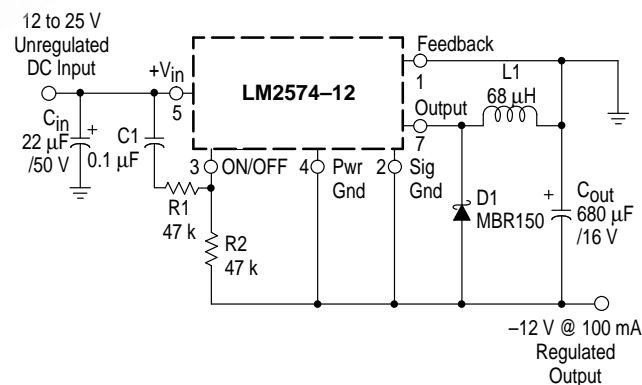 12 to 25 V
Unregulated
DC Input
+Vin
5
Cin
22 µF
/50 V
+
C1
0.1 µF
LM2574–12
Feedback
1
Output
7
L1
68 µH
3
ON/OFF
4
Pwr
Gnd
2
Sig
Gnd
R1
47 k
R2
47 k
D1
MBR150
+
Cout
680 µF
/16 V
–12 V @ 100 mA
Regulated
Output